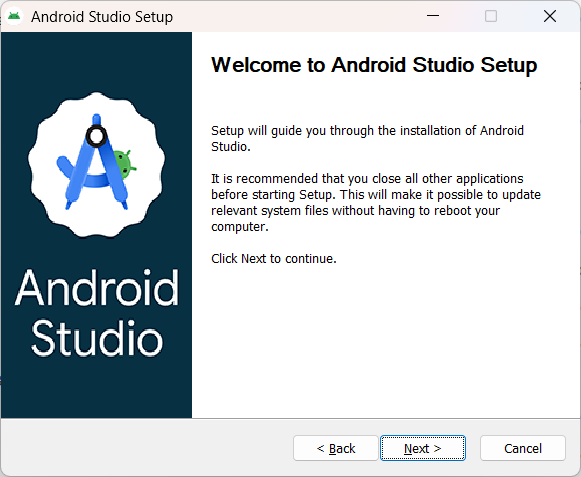 Android Studio Setup
Welcome to Android Studio Setup
Setup will guide you through the installation of Android
Studio.
It is recommended that you close all other applications
before starting Setup. This will make it possible to update
relevant system files without having to reboot your
computer.
Click Next to continue.
Android
Studio
< Back
Next >
Cancel